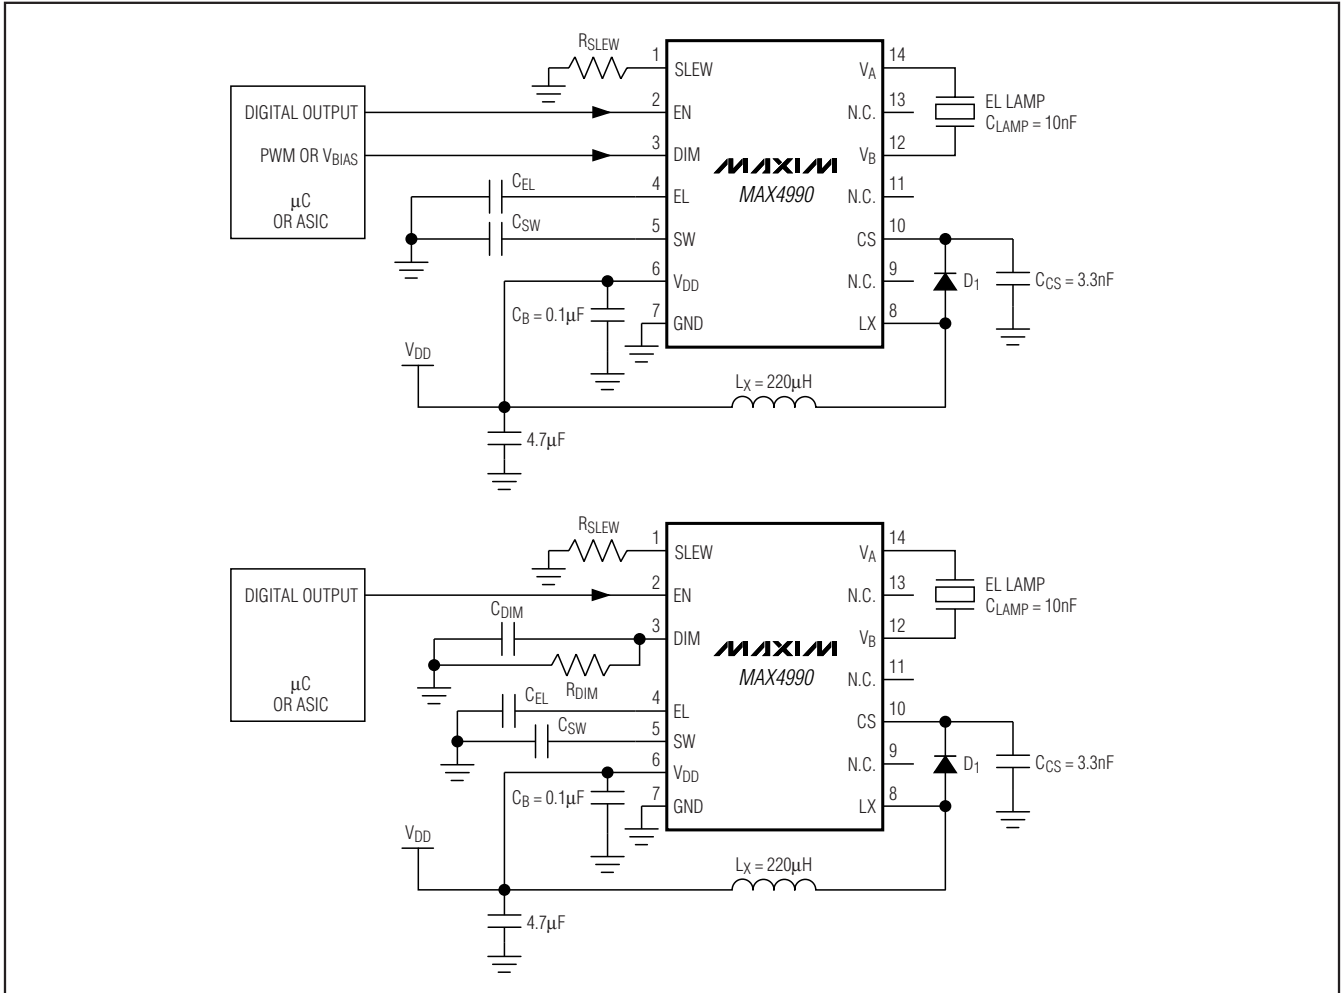 RSLEW
1
SLEW
DIGITAL OUTPUT
2
EN
PWM OR VBIAS
3
DIM
µC
OR ASIC
CEL
4
EL
CSW
5
SW
6
VDD
CB = 0.1µF
7
GND
MAXIM
MAX4990
14
VA
13
N.C.
12
VB
11
N.C.
10
CS
9
N.C.
8
LX
EL LAMP
CLAMP = 10nF
D1
CCS = 3.3nF
VDD
LX = 220µH
4.7µF
RSLEW
1
SLEW
DIGITAL OUTPUT
2
EN
CDIM
3
DIM
RDIM
µC
OR ASIC
CEL
4
EL
CSW
5
SW
6
VDD
CB = 0.1µF
7
GND
MAXIM
MAX4990
14
VA
13
N.C.
12
VB
11
N.C.
10
CS
9
N.C.
8
LX
EL LAMP
CLAMP = 10nF
D1
CCS = 3.3nF
VDD
LX = 220µH
4.7µF